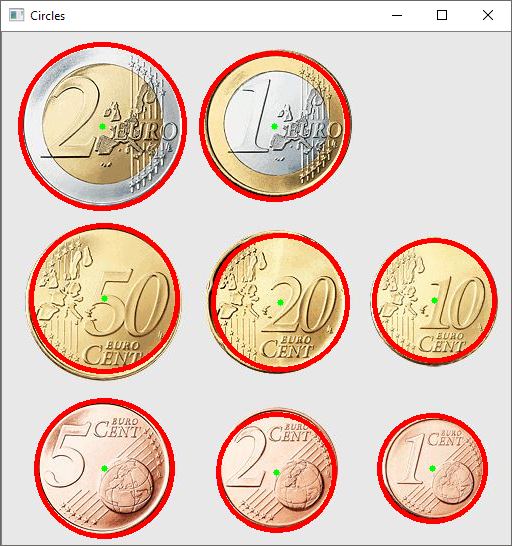 Circles
2 EURO
1 EURO
50 EURO CENT
20 EURO CENT
10 EURO CENT
5 EURO CENT
2 EURO CENT
1 EURO CENT